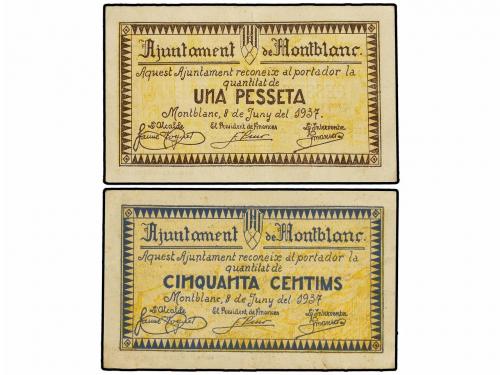 Ajuntament de Montblanc.
Aquest Ajuntament reconeix al portador la
quantitat de
UNA PESSETA
Montblanc, 8 de Juny del 1937.
L'Alcalde El President de Finances L'Interventor
Ajuntament de Montblanc.
Aquest Ajuntament reconeix al portador la
quantitat de
CINQUANTA CENTIMS
Montblanc, 8 de Juny del 1937
L'Alcalde El President de Finances L'Interventor